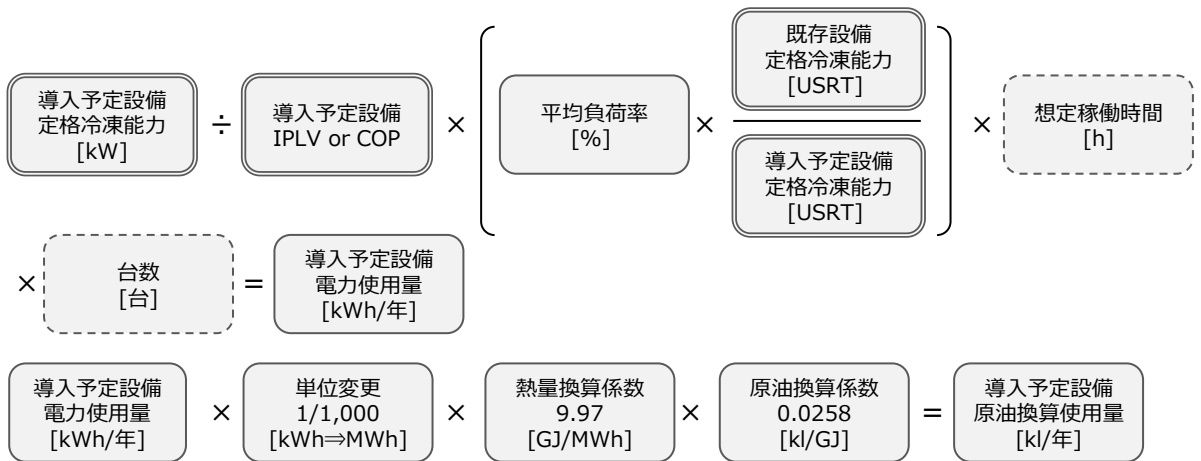 導入予定設備
定格冷凍能力
[kW]
÷
導入予定設備
IPLV or COP
×
平均負荷率
[%]
×
既存設備
定格冷凍能力
[USRT]
導入予定設備
定格冷凍能力
[USRT]
×
想定稼働時間
[h]
×
台数
[台]
=
導入予定設備
電力使用量
[kWh/年]
導入予定設備
電力使用量
[kWh/年]
×
単位変更
1/1,000
[kWh⇒MWh]
×
熱量換算係数
9.97
[GJ/MWh]
×
原油換算係数
0.0258
[kl/GJ]
=
導入予定設備
原油換算使用量
[kl/年]